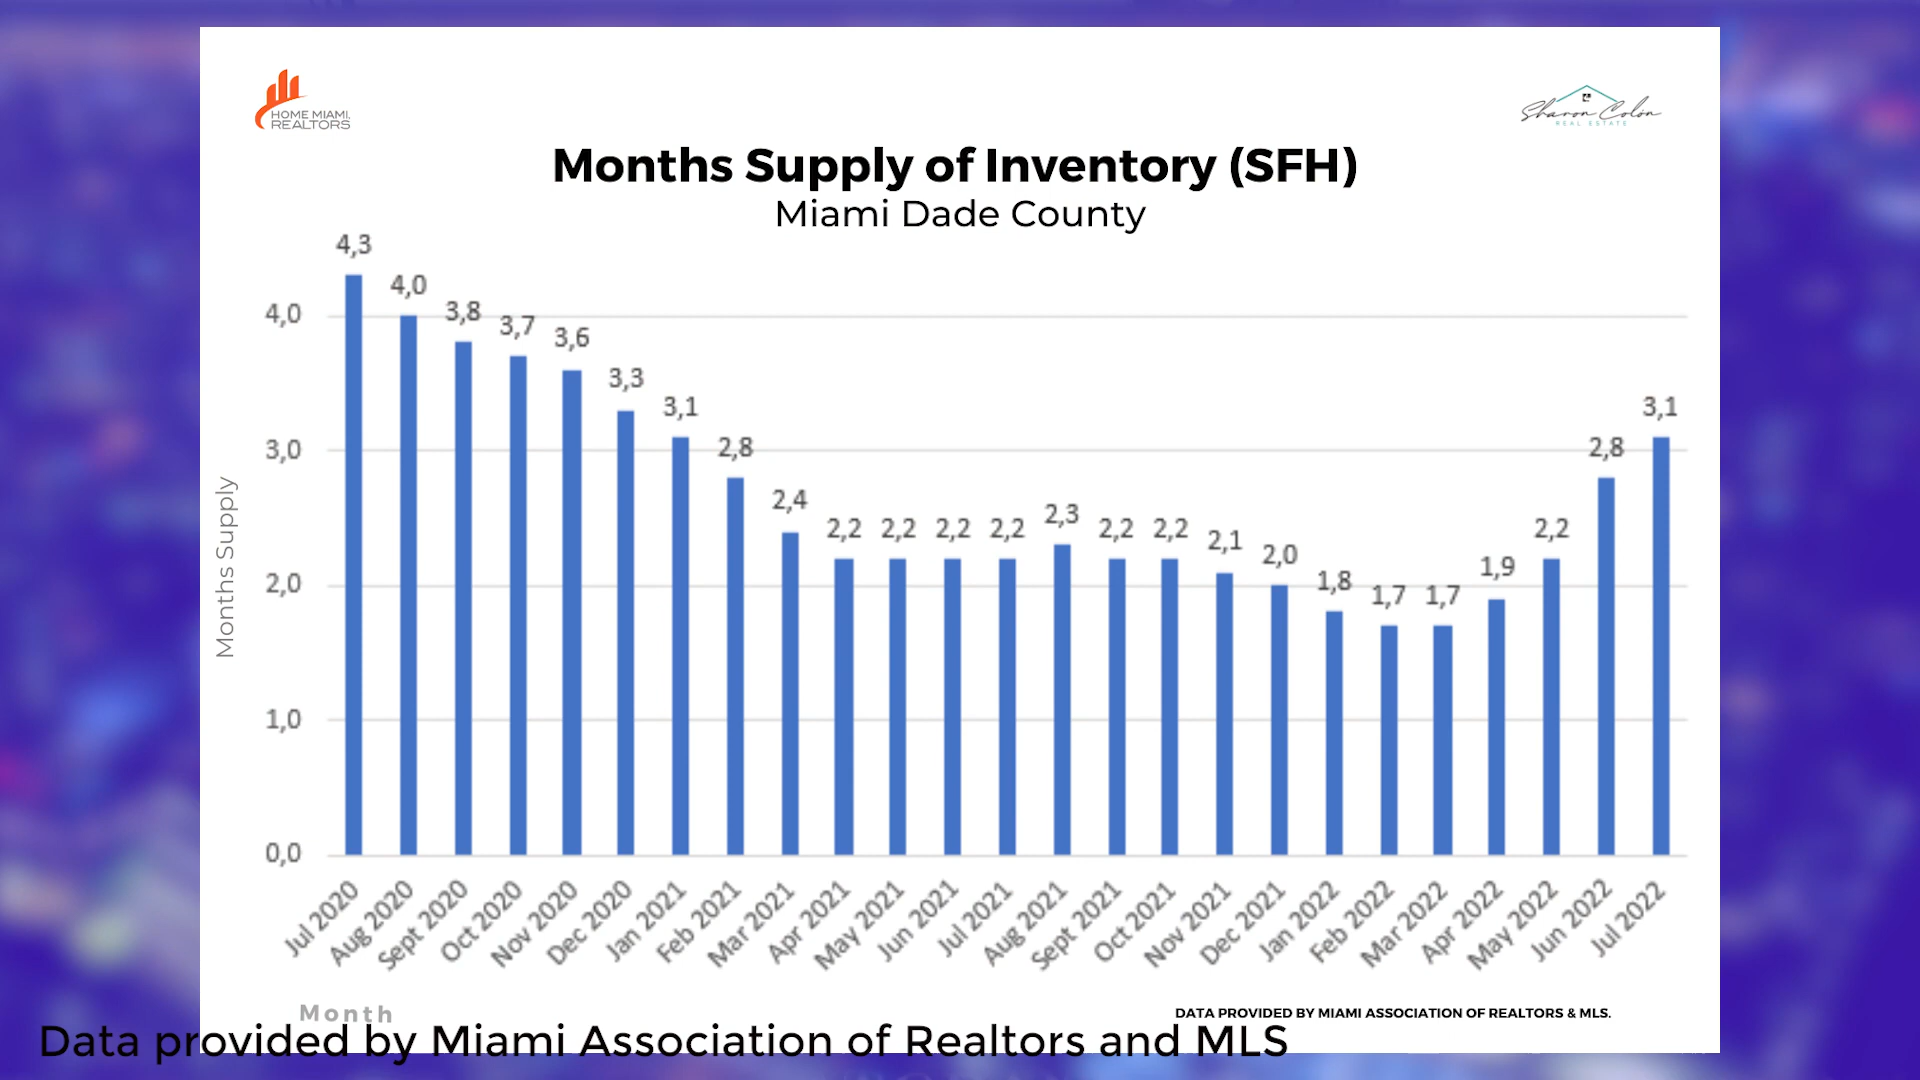 HOME MIAMI.
REALTORS
Sharon Colón
REAL ESTATE
Months Supply of Inventory (SFH)
Miami Dade County
Months Supply
4,0
3,0
2,0
1,0
0,0
4,3
4,0
3,8
3,7
3,6
3,3
3,1
2,8
2,4
2,2
2,2
2,2
2,2
2,3
2,2
2,2
2,1
2,0
1,8
1,7
1,7
1,9
2,2
2,8
3,1
Jul 2020
Aug 2020
Sept 2020
Oct 2020
Nov 2020
Dec 2020
Jan 2021
Feb 2021
Mar 2021
Apr 2021
May 2021
Jun 2021
Jul 2021
Aug 2021
Sept 2021
Oct 2021
Nov 2021
Dec 2021
Jan 2022
Feb 2022
Mar 2022
Apr 2022
May 2022
Jun 2022
Jul 2022
Month
DATA PROVIDED BY MIAMI ASSOCIATION OF REALTORS & MLS.
Data provided by Miami Association of Realtors and MLS